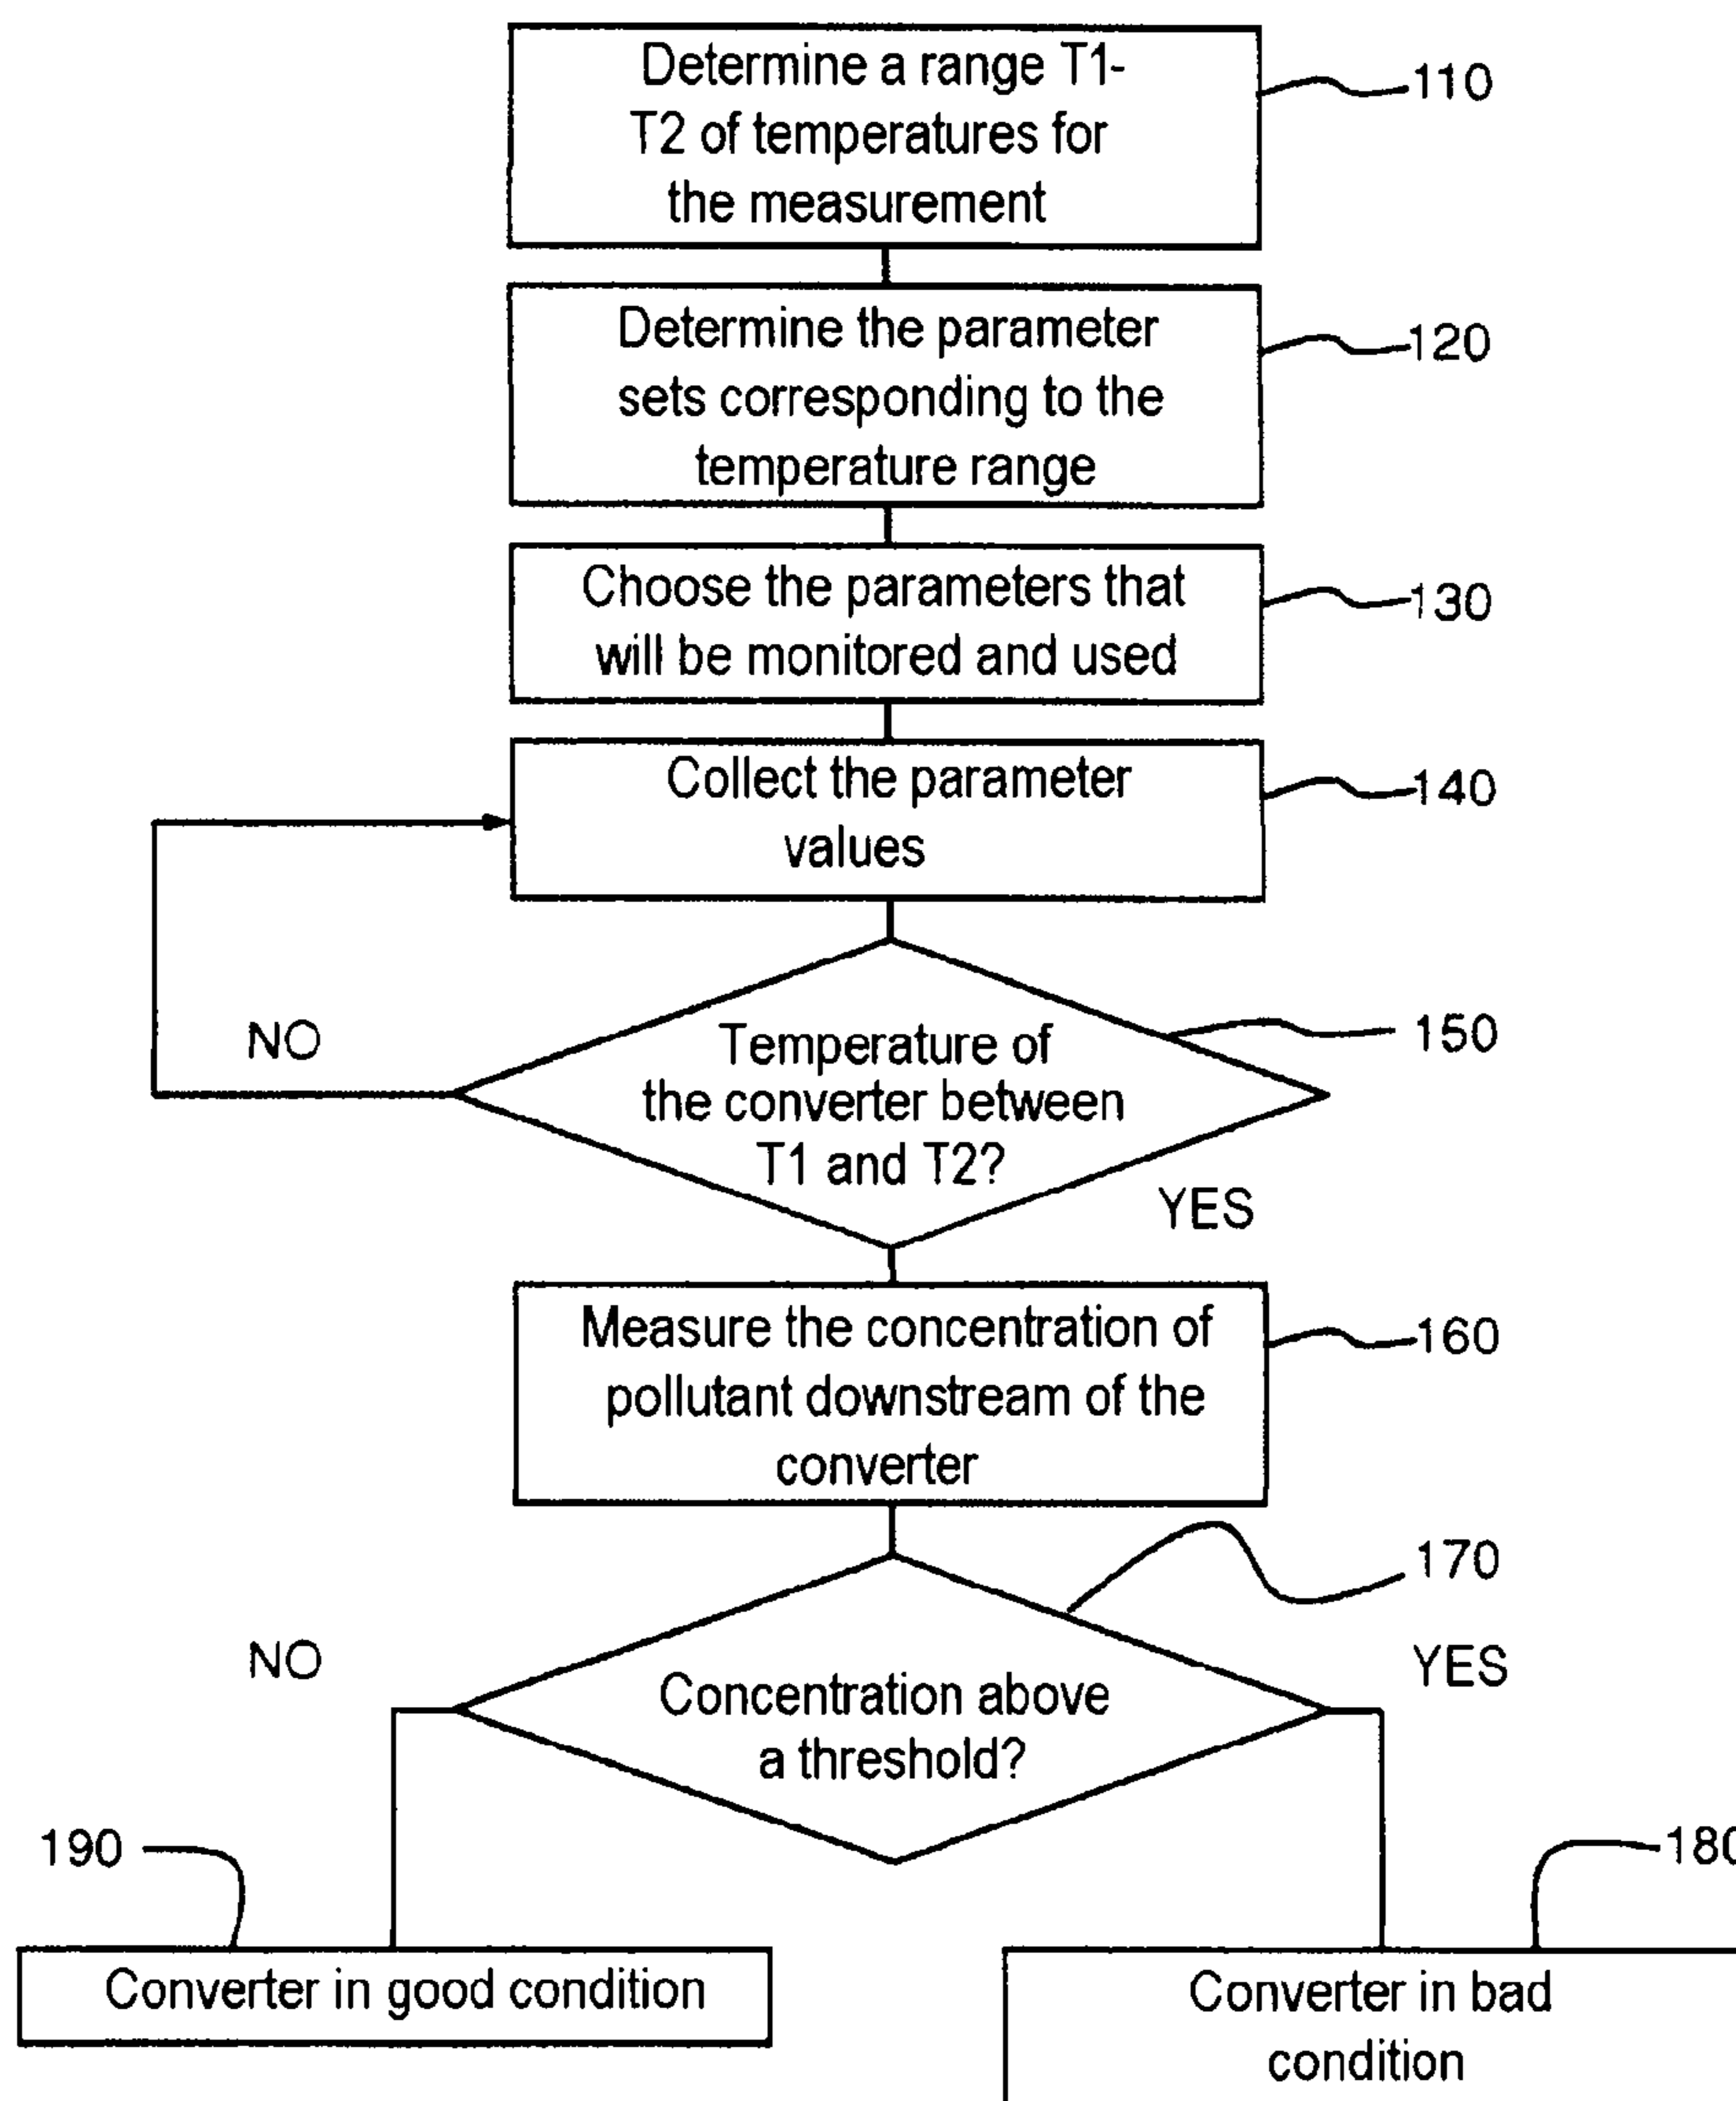 Determine a range T1-
T2 of temperatures for
the measurement
110
Determine the parameter
sets corresponding to the
temperature range
120
Choose the parameters that
will be monitored and used
130
Collect the parameter
values
140
NO
Temperature of
the converter between
T1 and T2?
150
YES
Measure the concentration of
pollutant downstream of the
converter
160
170
NO
YES
Concentration above
a threshold?
190
180
Converter in good condition
Converter in bad
condition